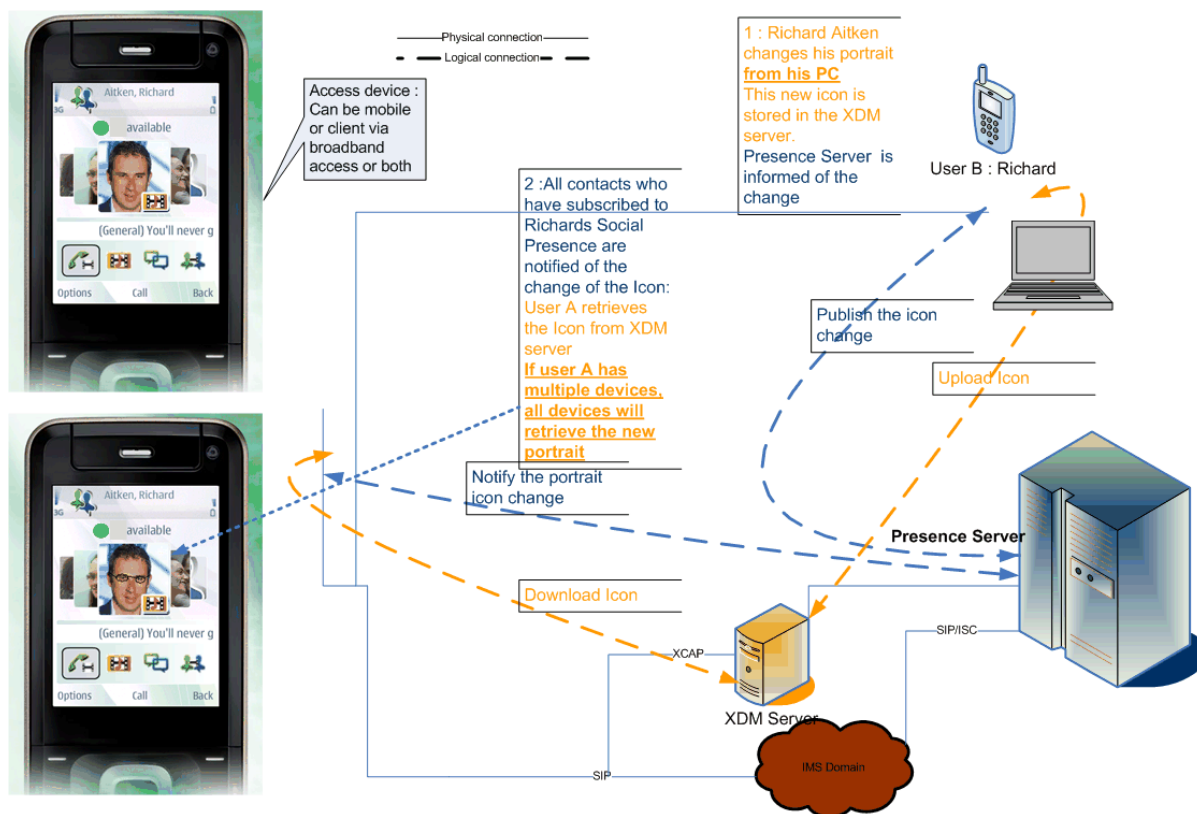 Aitken, Richard
3G
available
(General) You'll never g
Options Call Back
Access device :
Can be mobile
or client via
broadband
access or both
Physical connection
Logical connection
1 : Richard Aitken
changes his portrait
from his PC
This new icon is
stored in the XDM
server.
Presence Server is
informed of the
change
User B : Richard
2 :All contacts who
have subscribed to
Richards Social
Presence are
notified of the
change of the Icon:
User A retrieves
the Icon from XDM
server
If user A has
multiple devices,
all devices will
retrieve the new
portrait
Publish the icon
change
Upload Icon
Notify the portrait
icon change
Aitken, Richard
3G
available
(General) You'll never g
Options Call Back
Presence Server
Download Icon
SIP/ISC
XCAP
XDM Server
IMS Domain
SIP